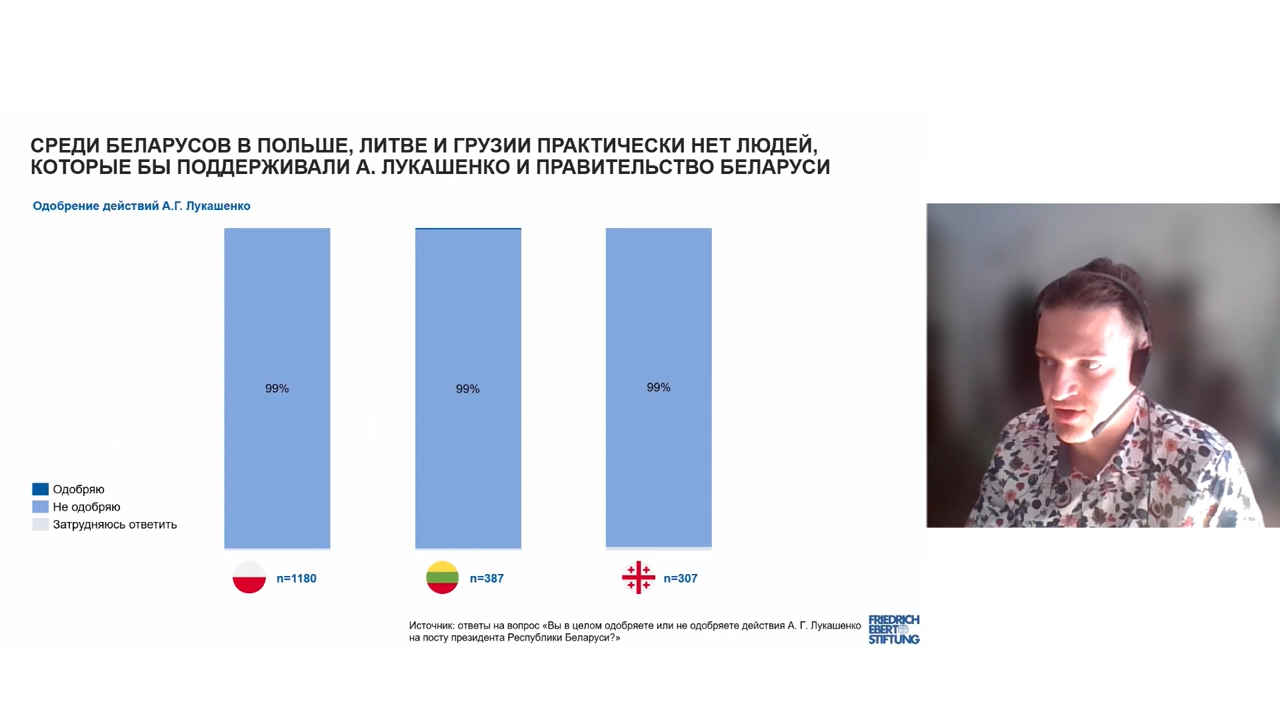 СРЕДИ БЕЛАРУСОВ В ПОЛЬШЕ, ЛИТВЕ И ГРУЗИИ ПРАКТИЧЕСКИ НЕТ ЛЮДЕЙ,
КОТОРЫЕ БЫ ПОДДЕРЖИВАЛИ А. ЛУКАШЕНКО И ПРАВИТЕЛЬСТВО БЕЛАРУСИ
Одобрение действий А.Г. Лукашенко
99%
99%
99%
Одобряю
Не одобряю
Затрудняюсь ответить
n=1180
n=387
n=307
Источник: ответы на вопрос «Вы в целом одобряете или не одобряете действия А. Г. Лукашенко
на посту президента Республики Беларуси?»
FRIEDRICH
EBERT
STIFTUNG